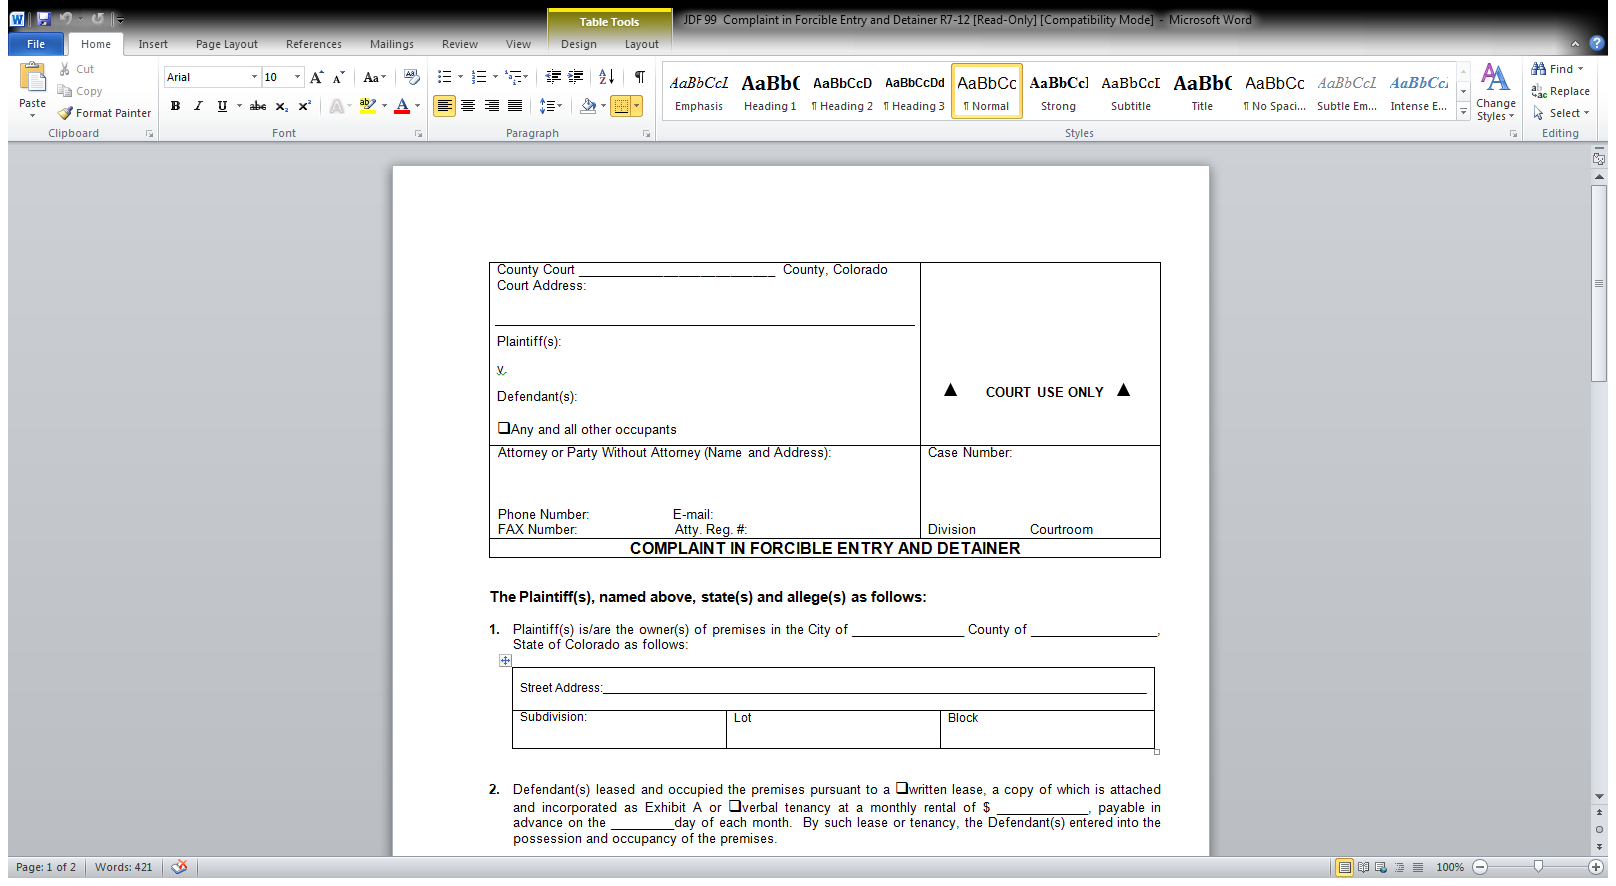 Table Tools
JDF 99 Complaint in Forcible Entry and Detainer R7-12 [Read-Only] [Compatibility Mode] - Microsoft Word
File Home Insert Page Layout References Mailings Review View Design Layout
Paste
Cut
Copy
Format Painter
Clipboard
Arial 10
Font
Paragraph
AaBbCcI AaBbC AaBbCcD AaBbCcDd AaBbCc AaBbCcI AaBbCcI AaBbC AaBbCc AaBbCcI AaBbCcI
Emphasis Heading 1 ¶ Heading 2 ¶ Heading 3 ¶ Normal Strong Subtitle Title ¶ No Spaci... Subtle Em... Intense E...
Styles
Change
Styles
Find
Replace
Select
Editing
County Court ____________________________ County, Colorado
Court Address:
Plaintiff(s):
v.
Defendant(s):
❑Any and all other occupants
▲ COURT USE ONLY ▲
Attorney or Party Without Attorney (Name and Address):
Case Number:
Phone Number: E-mail:
FAX Number: Atty. Reg. #:
Division Courtroom
COMPLAINT IN FORCIBLE ENTRY AND DETAINER
The Plaintiff(s), named above, state(s) and allege(s) as follows:
1. Plaintiff(s) is/are the owner(s) of premises in the City of ________________ County of __________________,
State of Colorado as follows:
Street Address:______________________________________________
Subdivision: Lot Block
2. Defendant(s) leased and occupied the premises pursuant to a ❑written lease, a copy of which is attached
and incorporated as Exhibit A or ❑verbal tenancy at a monthly rental of $ _____________, payable in
advance on the _________day of each month. By such lease or tenancy, the Defendant(s) entered into the
possession and occupancy of the premises.
Page: 1 of 2 Words: 421 100%